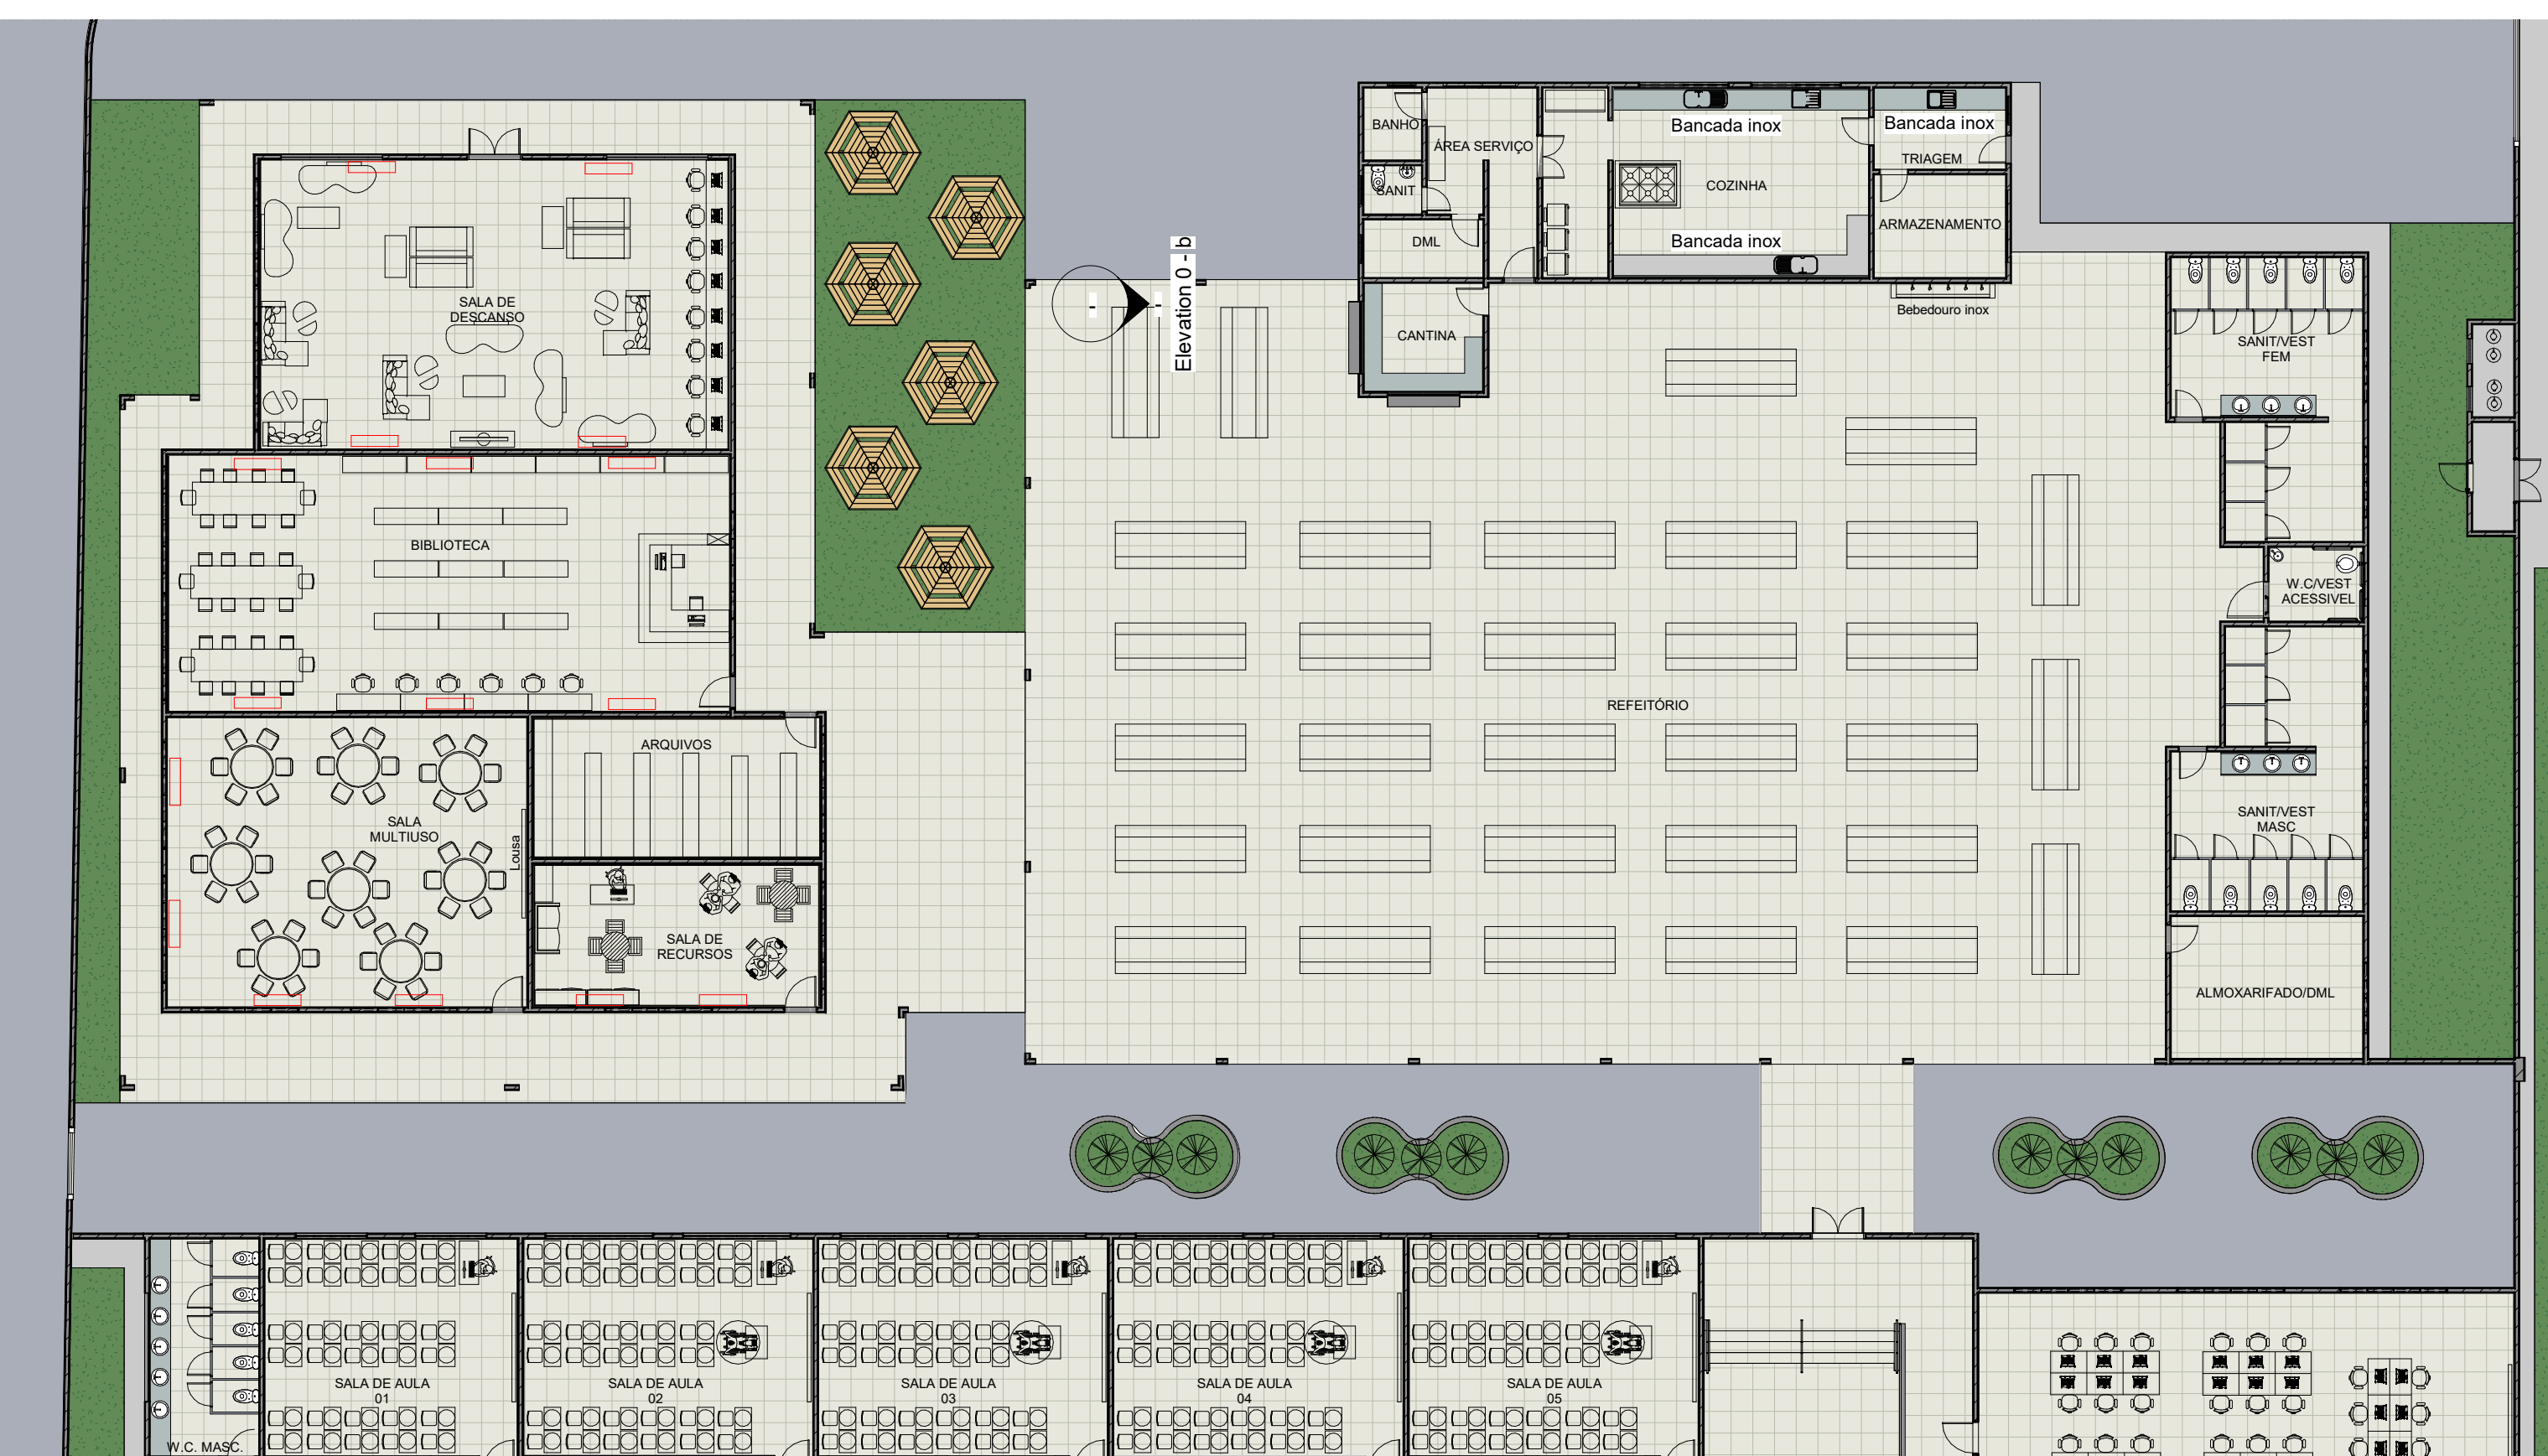 BANHO
ÁREA SERVIÇO
SANIT
DML
Bancada inox
COZINHA
Bancada inox
Bancada inox
TRIAGEM
ARMAZENAMENTO
Bebedouro inox
CANTINA
Elevation 0 - b
SALA DE
DESCANSO
SANIT/VEST
FEM
BIBLIOTECA
W.C/VEST
ACESSIVEL
REFEITÓRIO
ARQUIVOS
SALA
MULTIUSO
Lousa
SANIT/VEST
MASC
SALA DE
RECURSOS
ALMOXARIFADO/DML
SALA DE AULA
01
SALA DE AULA
02
SALA DE AULA
03
SALA DE AULA
04
SALA DE AULA
05
W.C. MASC.